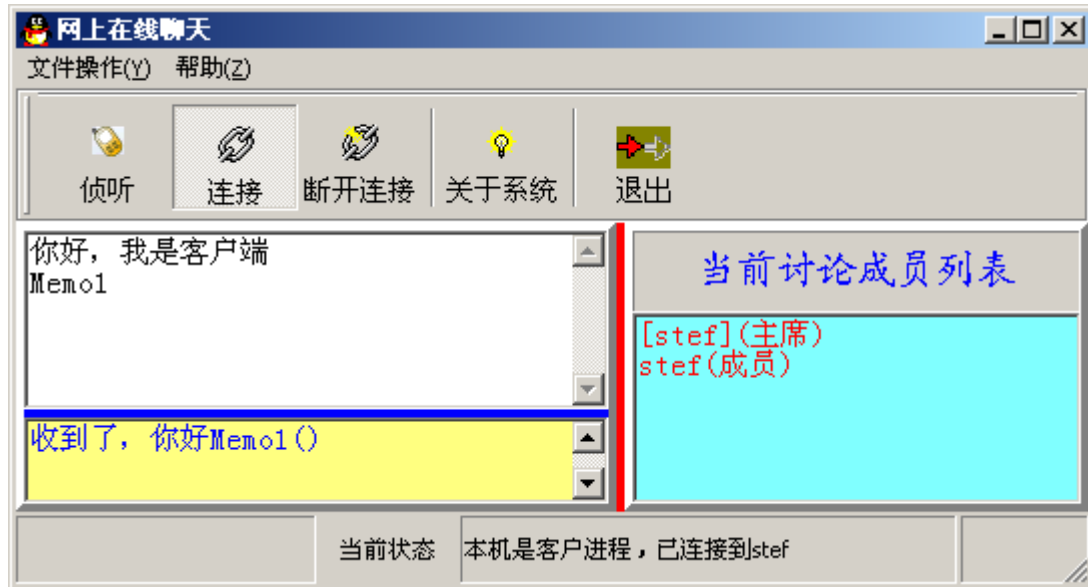 网上在线聊天
文件操作(Y) 帮助(Z)
侦听 连接 断开连接 关于系统 退出
你好，我是客户端
Memo1
收到了，你好Memo1()
当前讨论成员列表
[stef](主席)
stef(成员)
当前状态 本机是客户进程，已连接到stef